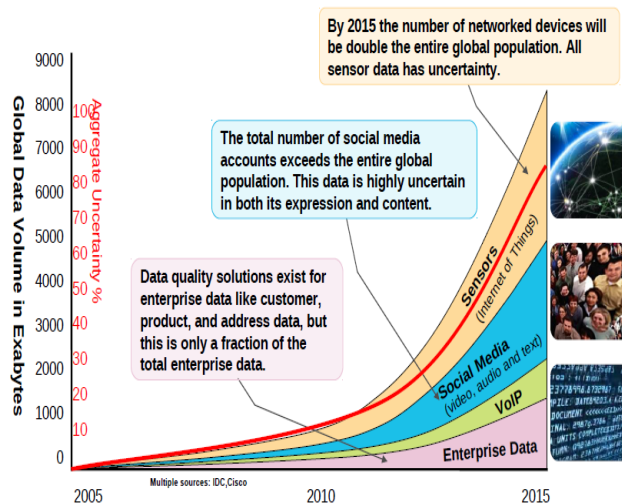 By 2015 the number of networked devices will
be double the entire global population. All
sensor data has uncertainty.
The total number of social media
accounts exceeds the entire global
population. This data is highly uncertain
in both its expression and content.
Data quality solutions exist for
enterprise data like customer,
product, and address data, but
this is only a fraction of the
total enterprise data.
Global Data Volume in Exabytes
9000
8000
7000
6000
5000
4000
3000
2000
1000
0
Aggregate Uncertainty %
100
90
80
70
60
50
40
30
20
10
Sensors
(Internet of Things)
Social Media
(video, audio and text)
VoIP
Enterprise Data
Multiple sources: IDC,Cisco
2005
2010
2015